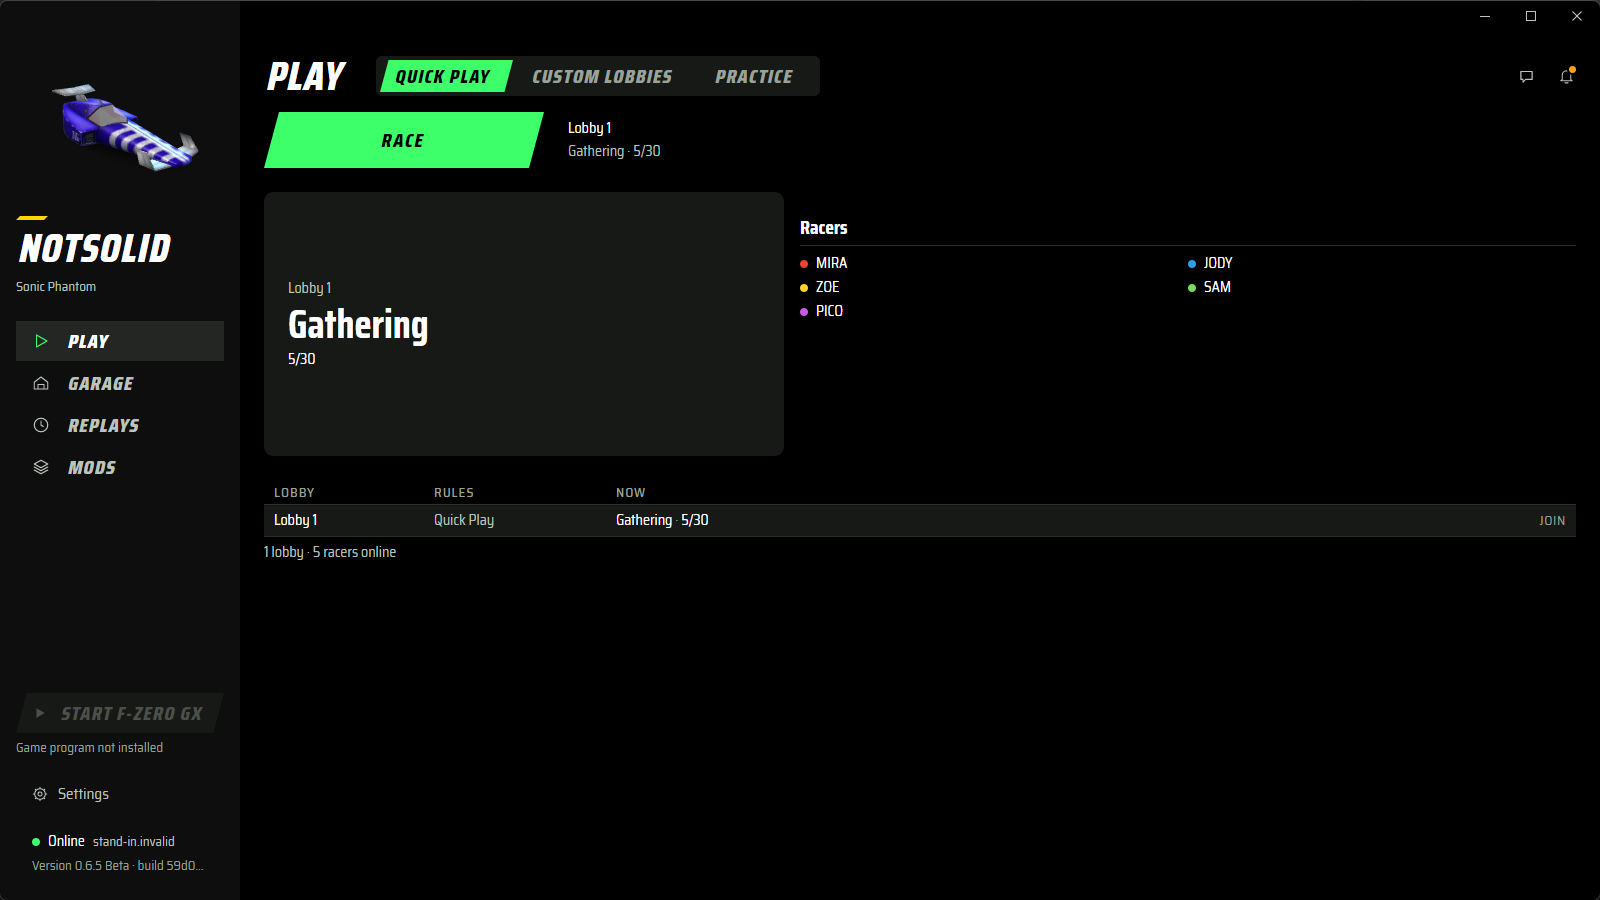 NOTSOLID
Sonic Phantom
PLAY
GARAGE
REPLAYS
MODS
START F-ZERO GX
Game program not installed
Settings
Online stand-in.invalid
Version 0.6.5 Beta · build 59d0...
PLAY
QUICK PLAY CUSTOM LOBBIES PRACTICE
RACE
Lobby 1
Gathering · 5/30
Lobby 1
Gathering
5/30
Racers
MIRA JODY
ZOE SAM
PICO
LOBBY RULES NOW
Lobby 1 Quick Play Gathering · 5/30 JOIN
1 lobby · 5 racers online